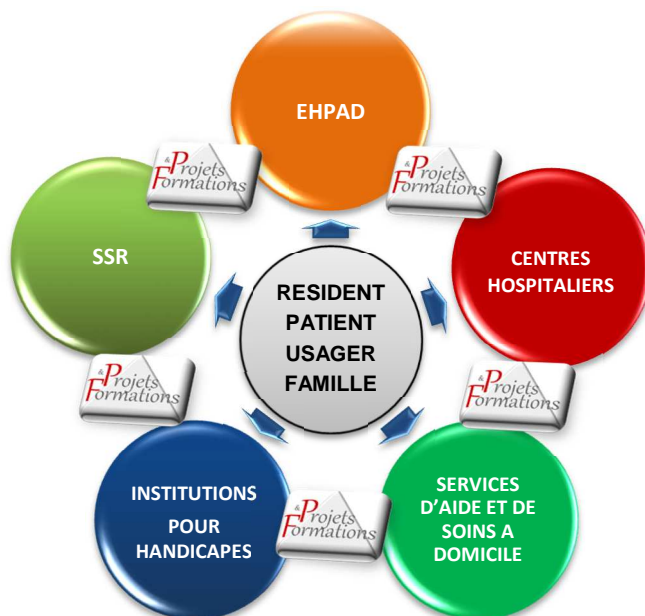 EHPAD
& Projets
Formations
& Projets
Formations
SSR
CENTRES
HOSPITALIERS
RESIDENT
PATIENT
USAGER
FAMILLE
& Projets
Formations
& Projets
Formations
INSTITUTIONS
POUR
HANDICAPES
& Projets
Formations
SERVICES
D'AIDE ET DE
SOINS A
DOMICILE